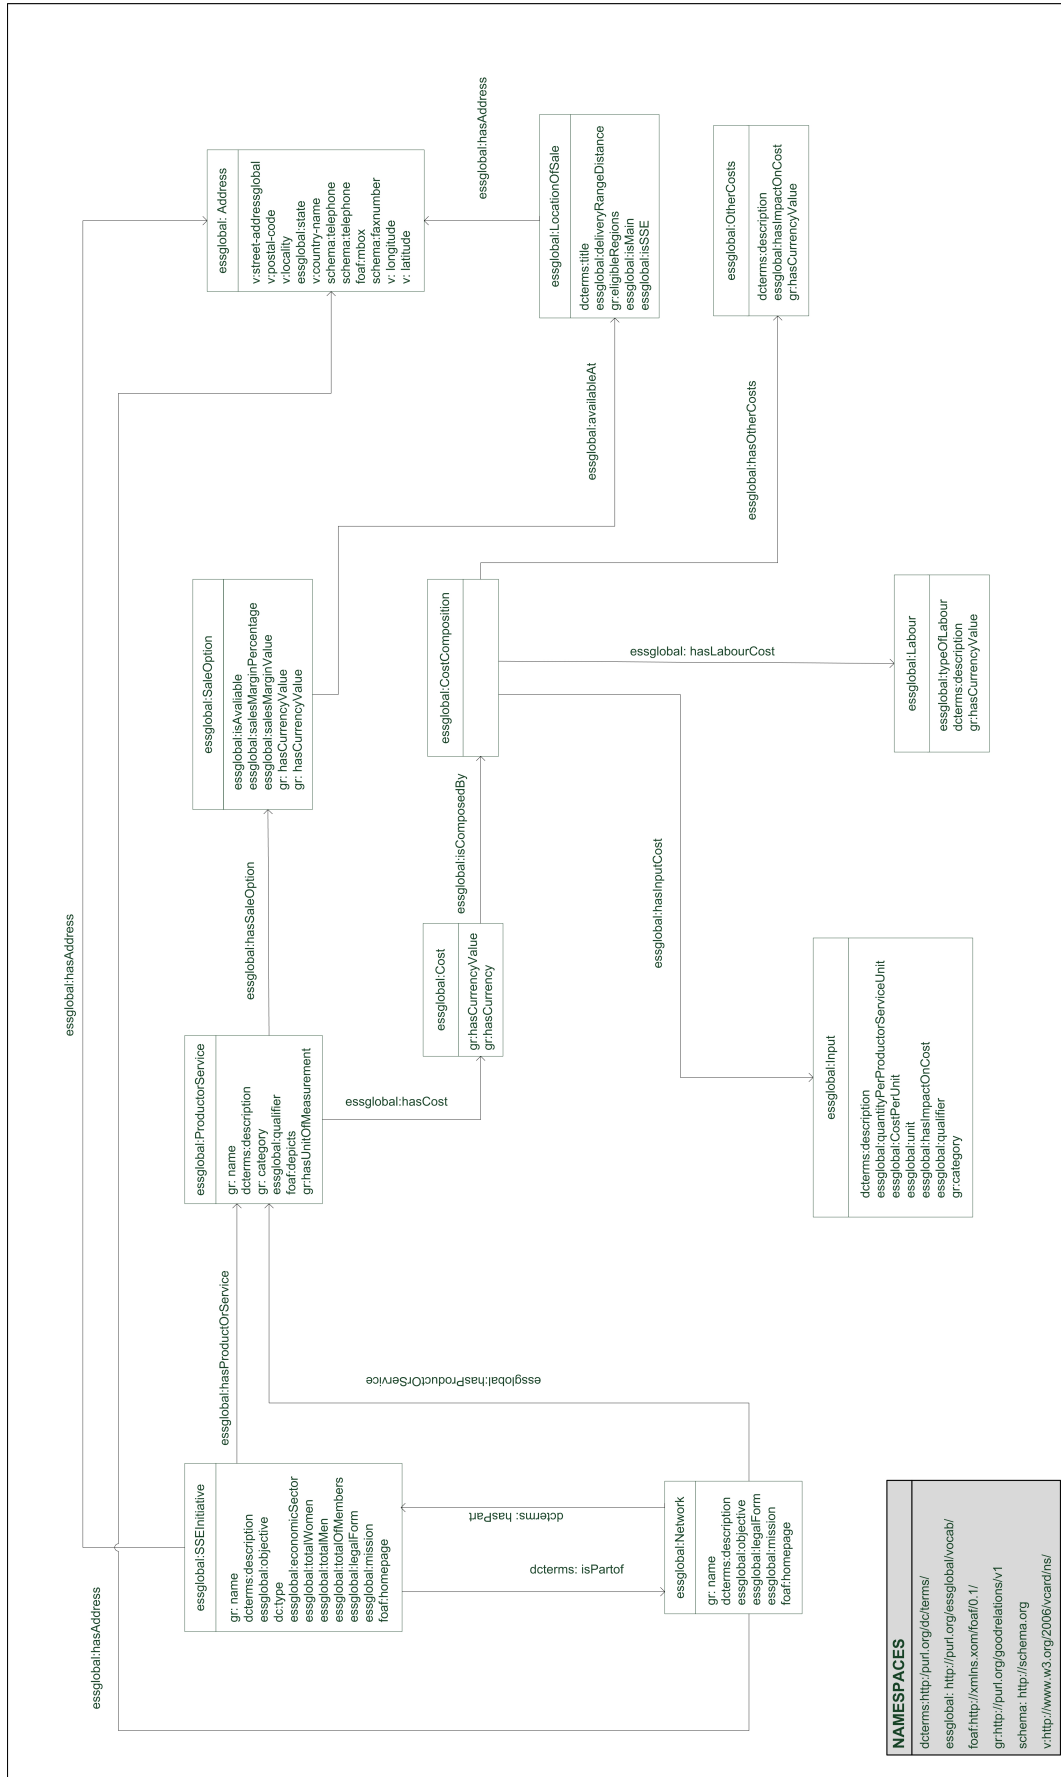 essglobal:hasAddress
essglobal:hasAddress
essglobal:SSEInitiative
gr: name
dcterms:description
essglobal:objective
dc:type
essglobal:economicSector
essglobal:totalWomen
essglobal:totalMen
essglobal:totalOfMembers
essglobal:legalForm
essglobal:mission
foaf:homepage
essglobal:hasProductOrService
essglobal:ProductorService
gr: name
dcterms:description
gr: category
essglobal:qualifier
foaf:depicts
gr:hasUnitOfMeasurement
essglobal:hasSaleOption
essglobal:SaleOption
essglobal:isAvaliable
essglobal:salesMarginPercentage
essglobal:salesMarginValue
gr: hasCurrencyValue
gr: hasCurrencyValue
essglobal: Address
v:street-addressglobal
v:postal-code
v:locality
essglobal:state
v:country-name
schema:telephone
schema:telephone
foaf:mbox
schema:faxnumber
v: longitude
v: latitude
essglobal:hasAddress
essglobal:hasProductOrService
essglobal:hasCost
essglobal:Cost
gr:hasCurrencyValue
gr:hasCurrency
essglobal:isComposedBy
essglobal:CostComposition
essglobal:availableAt
essglobal:LocationOfSale
dcterms:title
essglobal:deliveryRangeDistance
gr:eligibleRegions
essglobal:isMain
essglobal:isSSE
dcterms: hasPart
dcterms: isPartof
essglobal:Network
gr: name
dcterms:description
essglobal:objective
essglobal:legalForm
essglobal:mission
foaf:homepage
essglobal:hasInputCost
essglobal: hasLabourCost
essglobal:hasOtherCosts
essglobal:OtherCosts
dcterms:description
essglobal:hasImpactOnCost
gr:hasCurrencyValue
essglobal:Input
dcterms:description
essglobal:quantityPerProductorServiceUnit
essglobal:CostPerUnit
essglobal:unit
essglobal:hasImpactOnCost
essglobal:qualifier
gr:category
essglobal:Labour
essglobal:typeOfLabour
dcterms:description
gr:hasCurrencyValue
NAMESPACES
dcterms:http:/purl.org/dc/terms/
essglobal: http://purl.org/essglobal/vocab/
foaf:http://xmlns.xom/foaf/0.1/
gr:http://purl.org/goodrelations/v1
schema: http://schema.org
v:http://www.w3.org/2006/vcard/ns/